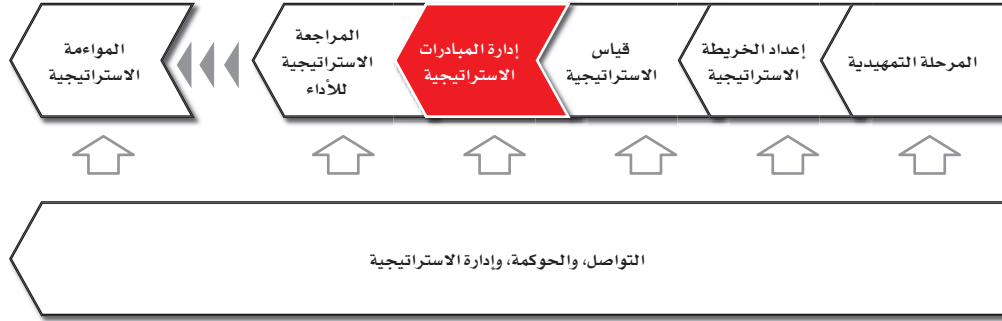 المرحلة التمهيدية
إعداد الخريطة
الاستراتيجية
قياس
الاستراتيجية
إدارة المبادرات
الاستراتيجية
المراجعة
الاستراتيجية
للأداء
المواءمة
الاستراتيجية
التواصل، والحوكمة، وإدارة الاستراتيجية